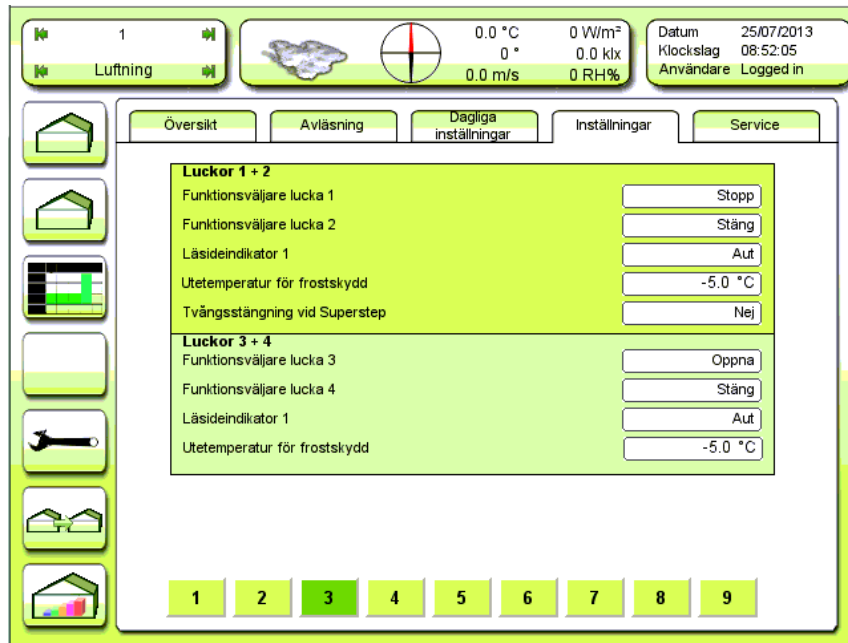 1
Luftning
0.0 °C
0 °
0.0 m/s
0 W/m²
0.0 klx
0 RH%
Datum 25/07/2013
Klockslag 08:52:05
Användare Logged in
Översikt
Avläsning
Dagliga
inställningar
Inställningar
Service
Luckor 1 + 2
Funktionsväljare lucka 1 Stopp
Funktionsväljare lucka 2 Stäng
Läsideindikator 1 Aut
Utetemperatur för frostskydd -5.0 °C
Tvångsstängning vid Superstep Nej
Luckor 3 + 4
Funktionsväljare lucka 3 Oppna
Funktionsväljare lucka 4 Stäng
Läsideindikator 1 Aut
Utetemperatur för frostskydd -5.0 °C
1 2 3 4 5 6 7 8 9